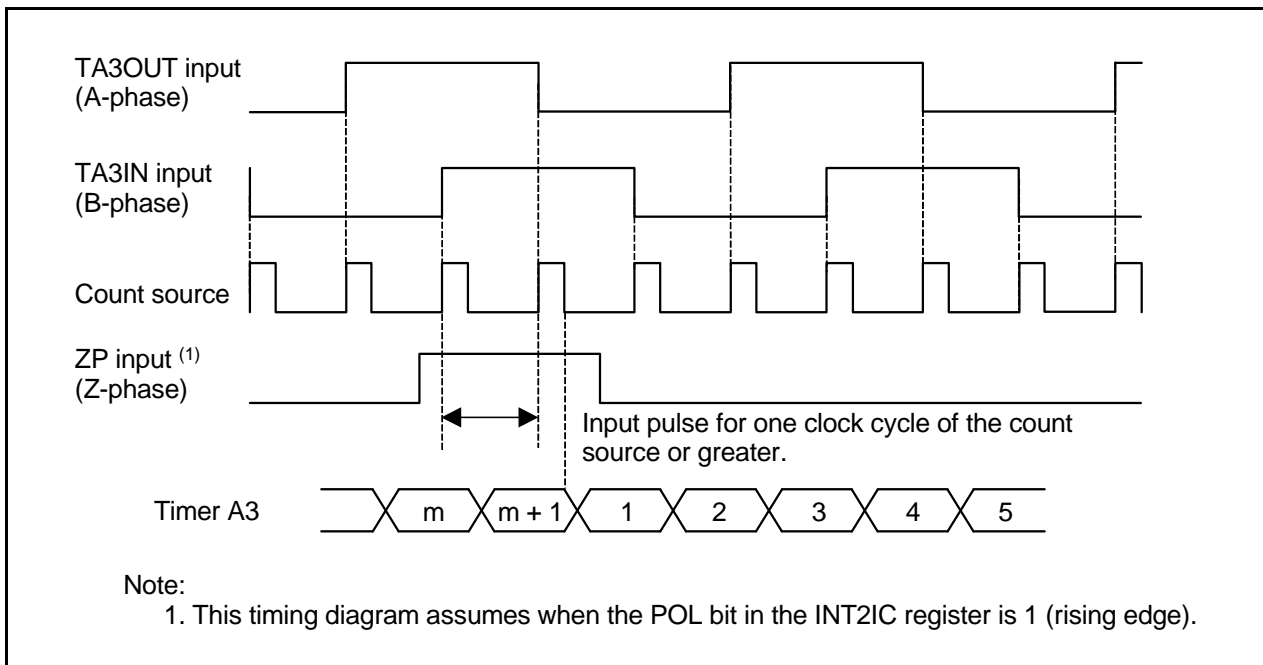 TA3OUT input
(A-phase)
TA3IN input
(B-phase)
Count source
ZP input (1)
(Z-phase)
Input pulse for one clock cycle of the count
source or greater.
Timer A3
m
m + 1
1
2
3
4
5
Note:
1. This timing diagram assumes when the POL bit in the INT2IC register is 1 (rising edge).